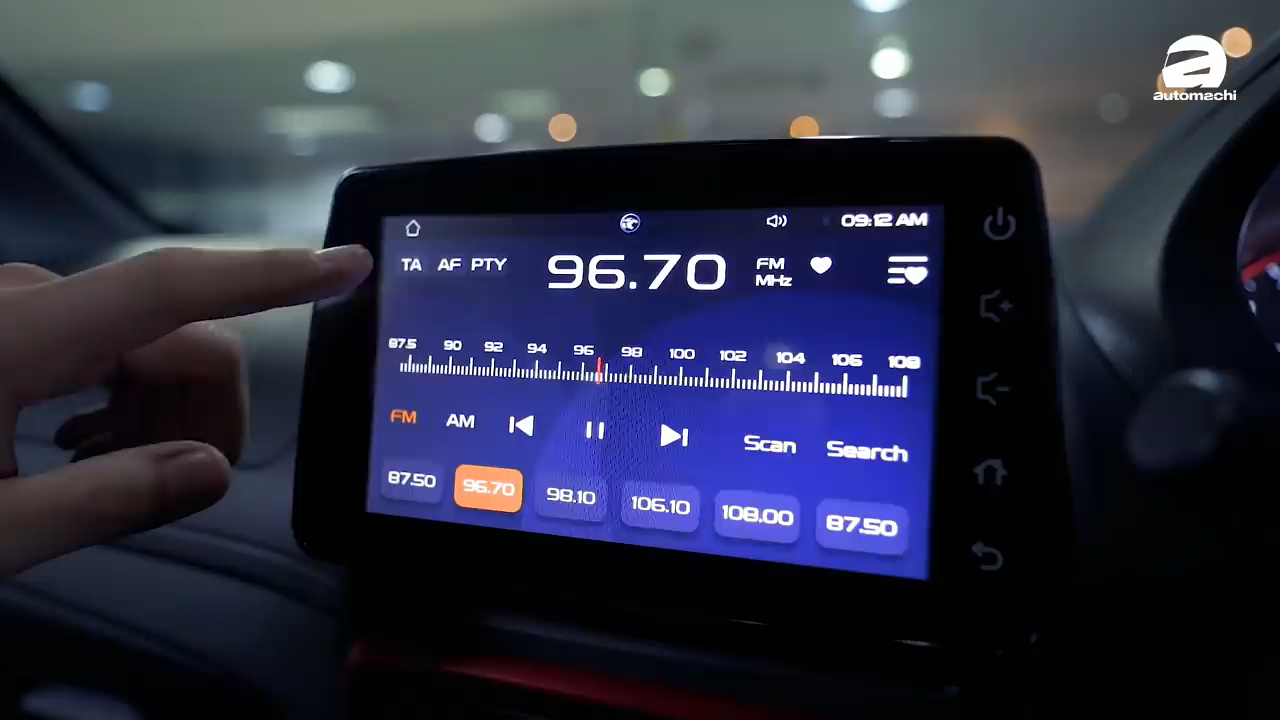 automachi
09:12 AM
TA AF PTY 96.70 FM MHz
87.5 90 92 94 96 98 100 102 104 106 108
FM AM Scan Search
87.50 96.70 98.10 106.10 108.00 87.50